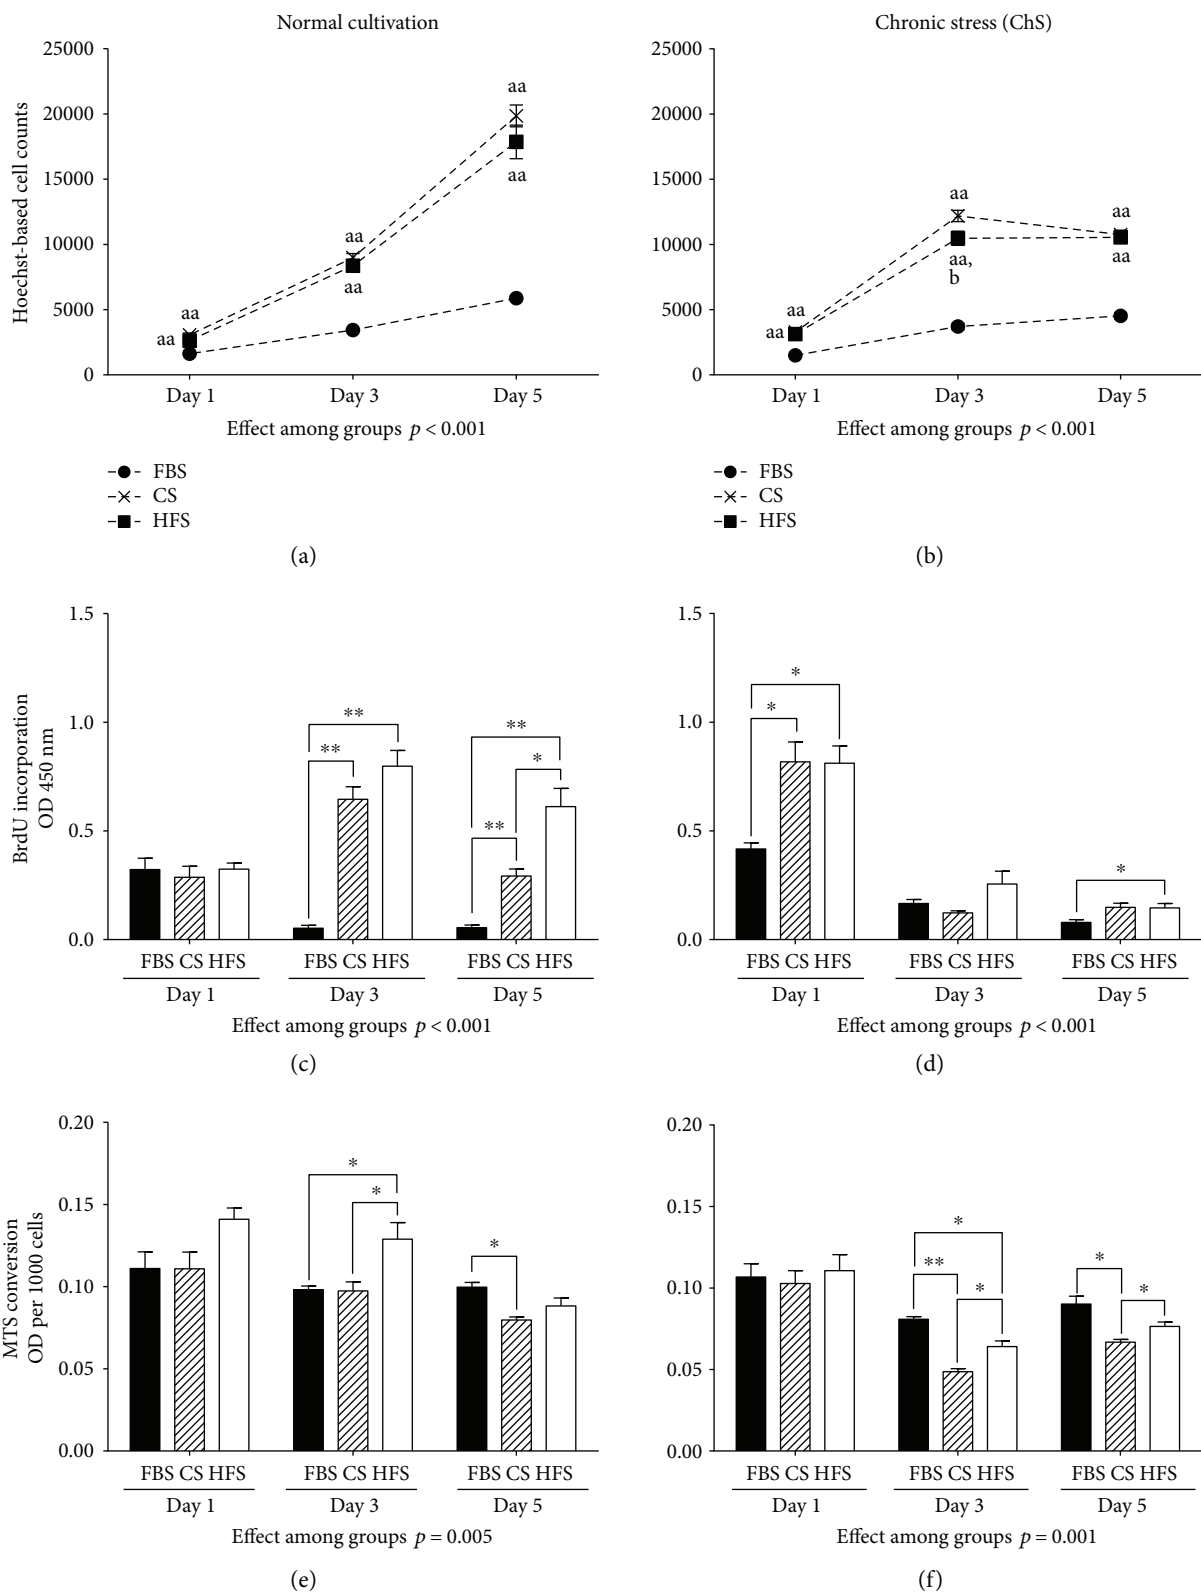 Normal cultivation
Hoechst-based cell counts
25000
20000
15000
10000
5000
0
aa
aa
aa
aa
aa
aa
Day 1 Day 3 Day 5
Effect among groups p < 0.001
FBS
CS
HFS
(a)
Chronic stress (ChS)
25000
20000
15000
10000
5000
0
aa
aa
aa
aa,
b
aa
aa
Day 1 Day 3 Day 5
Effect among groups p < 0.001
FBS
CS
HFS
(b)
BrdU incorporation
OD 450 nm
1.5
1.0
0.5
0.0
**
**
**
*
**
FBS CS HFS FBS CS HFS FBS CS HFS
Day 1 Day 3 Day 5
Effect among groups p < 0.001
(c)
1.5
1.0
0.5
0.0
*
*
*
FBS CS HFS FBS CS HFS FBS CS HFS
Day 1 Day 3 Day 5
Effect among groups p < 0.001
(d)
MTS conversion
OD per 1000 cells
0.20
0.15
0.10
0.05
0.00
*
*
*
FBS CS HFS FBS CS HFS FBS CS HFS
Day 1 Day 3 Day 5
Effect among groups p = 0.005
(e)
0.20
0.15
0.10
0.05
0.00
*
**
*
*
*
FBS CS HFS FBS CS HFS FBS CS HFS
Day 1 Day 3 Day 5
Effect among groups p = 0.001
(f)